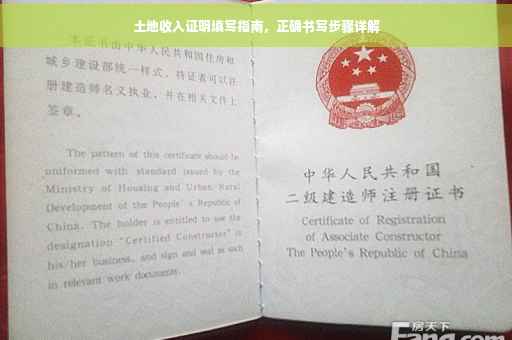 土地收入证明填写指南，正确书写步骤详解
本证书由中华人民共和国住房和
城乡建设部统一样式，持证者可以注
册建造师名义执业，并在相关文件上
签章。
The pattern of this certificate should be
uniformed with standard issued by the
Ministry of Housing and Urban Rural
Development of the People's Republic of
China. The holder is entitled to use the
designation "Certified Constructor" in
his/her business, and sign and seal as such
in relevant work documents.
中华人民共和国
二级建造师注册证书
Certificate of Registration
of Associate Constructor
The People's Republic of China
房天下
Fang.com